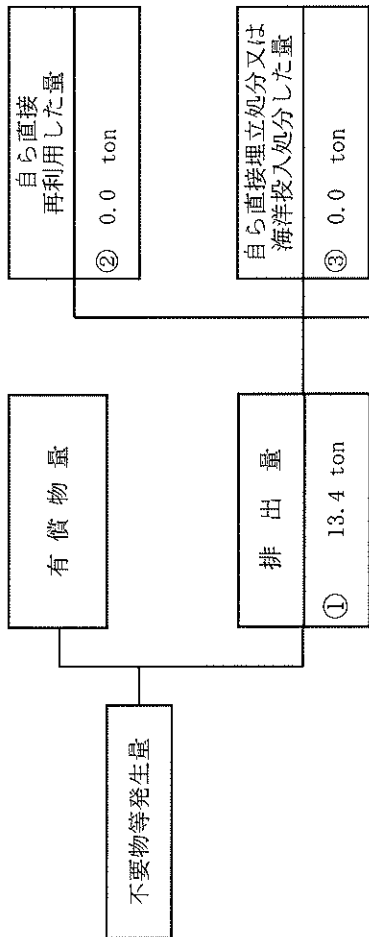 不要物等発生量
有償物量
排出量
① 13.4 ton
自ら直接
再利用した量
② 0.0 ton
自ら直接埋立処分又は
海洋投入処分した量
③ 0.0 ton